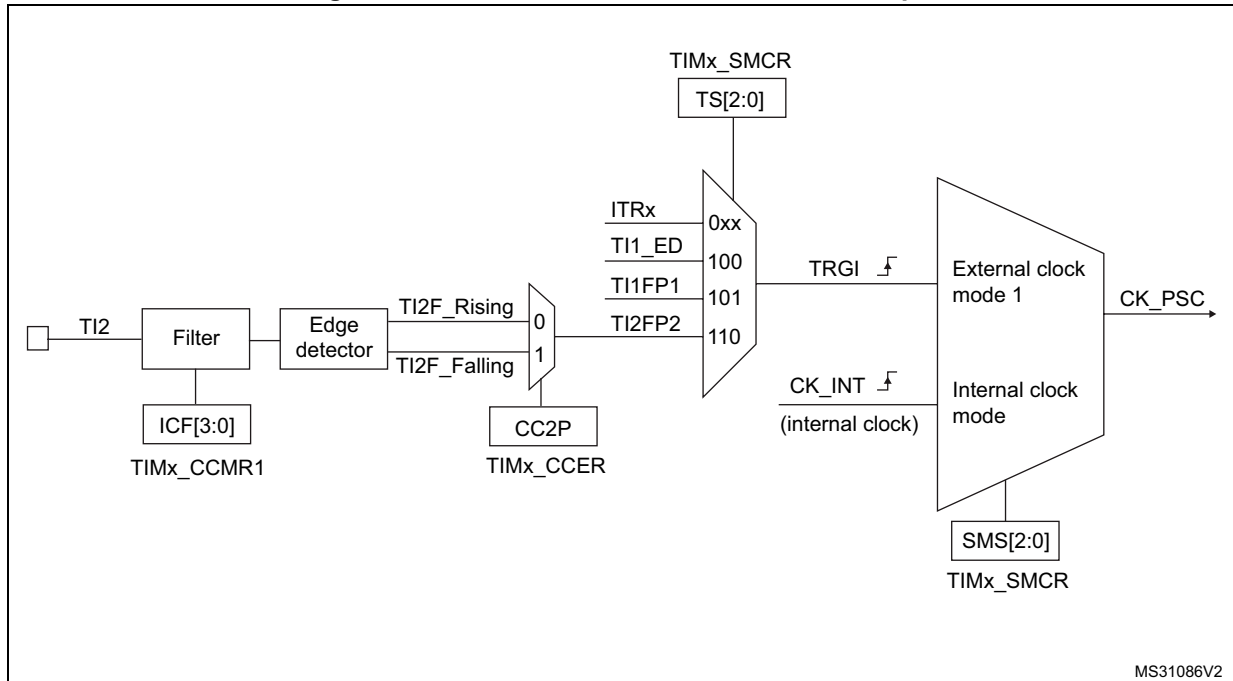 TIMx_SMCR
TS[2:0]
ITRx
0xx
TI1_ED
100
TRGI
External clock
mode 1
TI1FP1
101
CK_PSC
TI2F_Rising
TI2FP2
TI2
Filter
Edge
detector
0
1
110
TI2F_Falling
CK_INT
(internal clock)
Internal clock
mode
ICF[3:0]
TIMx_CCMR1
CC2P
TIMx_CCER
SMS[2:0]
TIMx_SMCR
MS31086V2